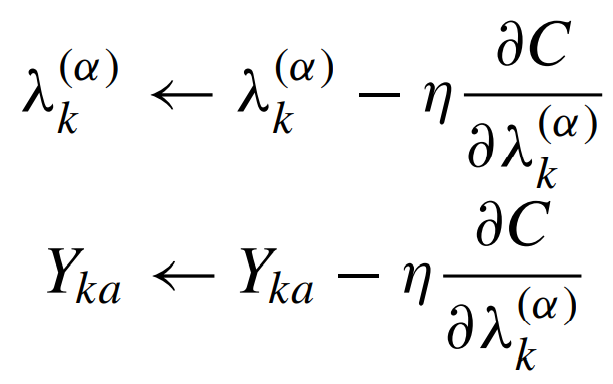 λ_k^{(α)} ← λ_k^{(α)} − η ∂C/∂λ_k^{(α)}
Y_{ka} ← Y_{ka} − η ∂C/∂λ_k^{(α)}